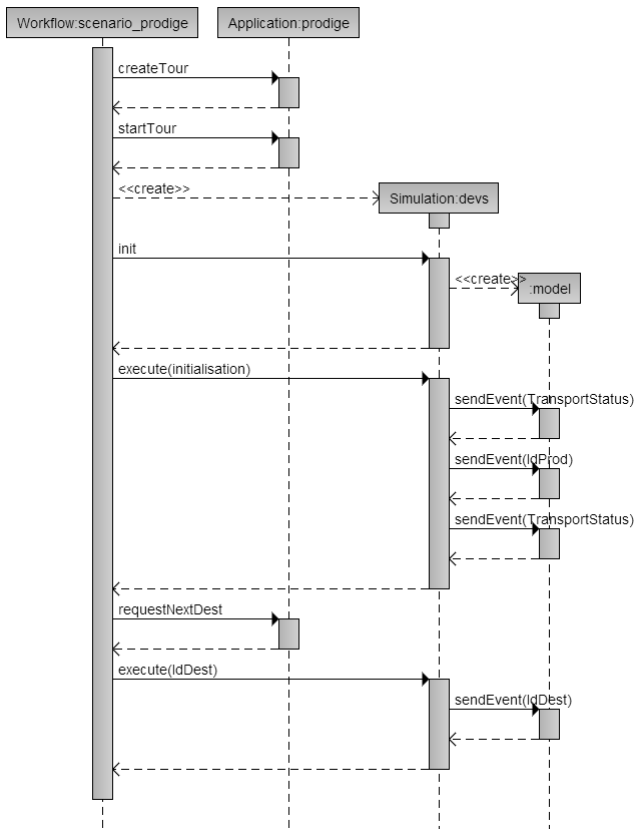 Workflow:scenario_prodige
Application:prodige
createTour
startTour
<<create>>
Simulation:devs
init
<<create>>
:model
execute(initialisation)
sendEvent(TransportStatus)
sendEvent(IdProd)
sendEvent(TransportStatus)
requestNextDest
execute(IdDest)
sendEvent(IdDest)